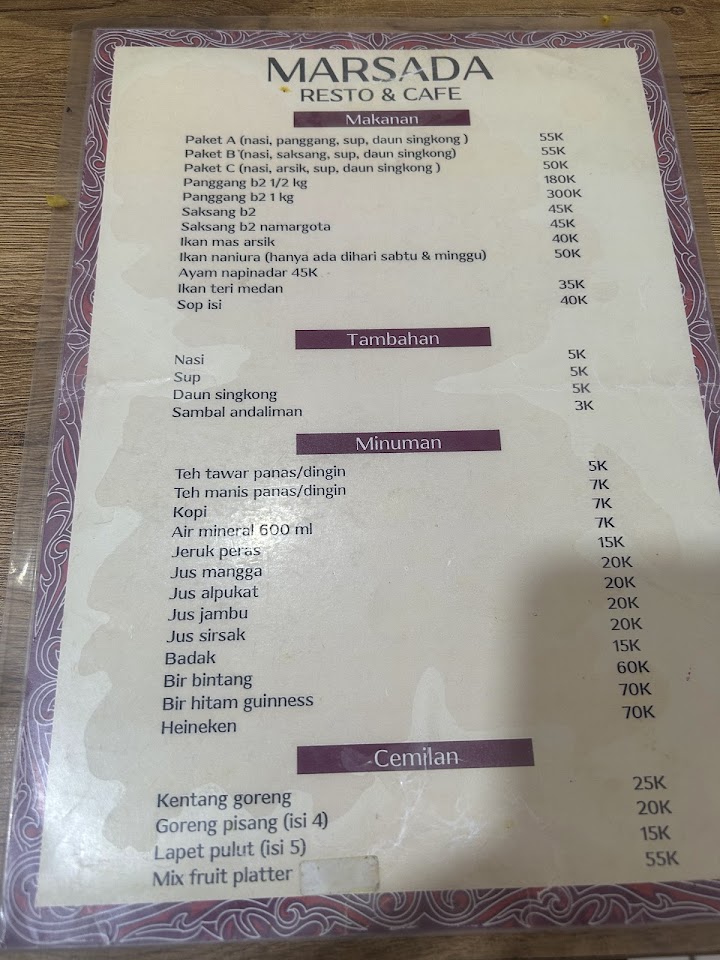 MARSADA
RESTO & CAFE
Makanan
Paket A (nasi, panggang, sup, daun singkong ) 55K
Paket B (nasi, saksang, sup, daun singkong) 55K
Paket C (nasi, arsik, sup, daun singkong ) 50K
Panggang b2 1/2 kg 180K
Panggang b2 1 kg 300K
Saksang b2 45K
Saksang b2 namargota 45K
Ikan mas arsik 40K
Ikan naniura (hanya ada dihari sabtu & minggu) 50K
Ayam napinadar 45K
Ikan teri medan 35K
Sop isi 40K
Tambahan
Nasi 5K
Sup 5K
Daun singkong 5K
Sambal andaliman 3K
Minuman
Teh tawar panas/dingin 5K
Teh manis panas/dingin 7K
Kopi 7K
Air mineral 600 ml 7K
Jeruk peras 15K
Jus mangga 20K
Jus alpukat 20K
Jus jambu 20K
Jus sirsak 20K
Badak 15K
Bir bintang 60K
Bir hitam guinness 70K
Heineken 70K
Cemilan
Kentang goreng 25K
Goreng pisang (isi 4) 20K
Lapet pulut (isi 5) 15K
Mix fruit platter 55K